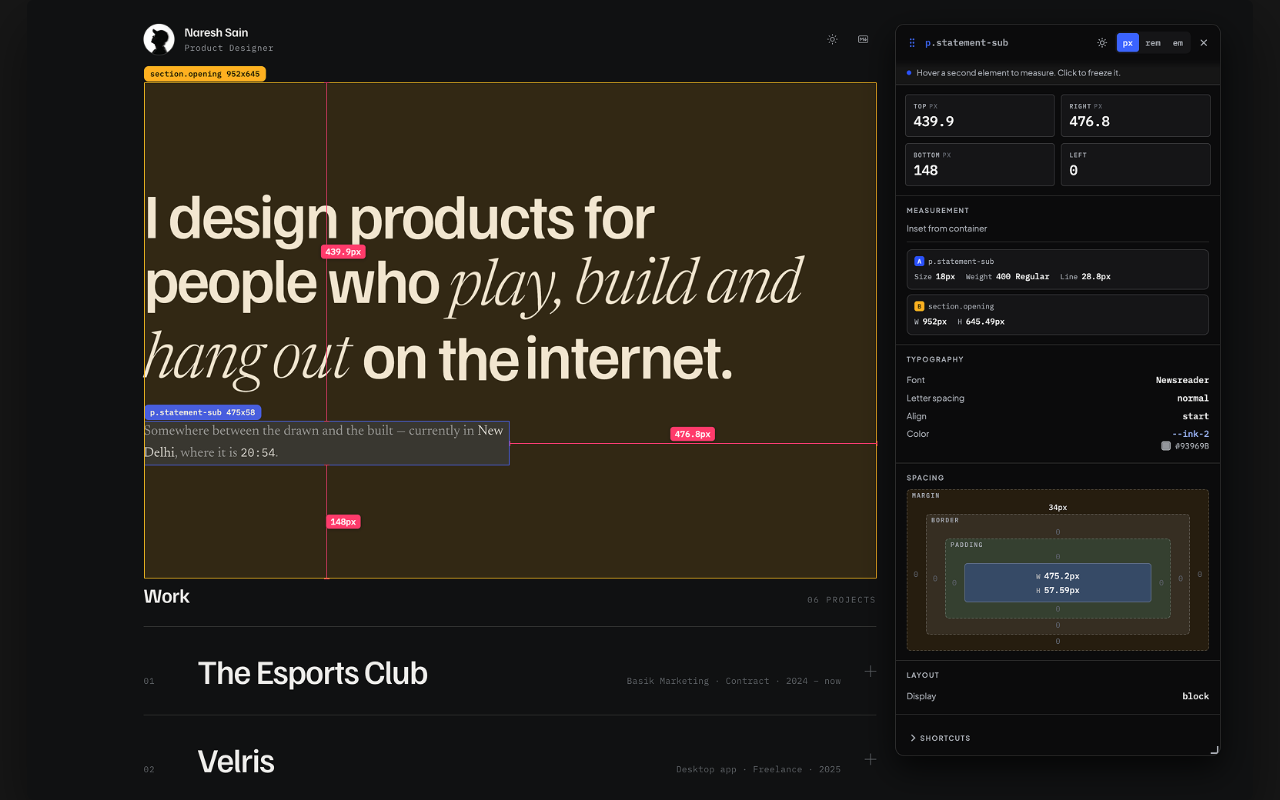 Naresh Sain
Product Designer
section.opening 952x645
I design products for
439.9px
people who play, build and
hang out on the internet.
p.statement-sub 475x58
Somewhere between the drawn and the built — currently in New
Delhi, where it is 20:54.
476.8px
148px
Work
06 PROJECTS
01
The Esports Club
Basik Marketing · Contract · 2024 — now
02
Velris
Desktop app · Freelance · 2025
p.statement-sub
px rem em
Hover a second element to measure. Click to freeze it.
TOP PX
439.9
RIGHT PX
476.8
BOTTOM PX
148
LEFT
0
MEASUREMENT
Inset from container
A p.statement-sub
Size 18px Weight 400 Regular Line 28.8px
B section.opening
W 952px H 645.49px
TYPOGRAPHY
Font Newsreader
Letter spacing normal
Align start
Color --ink-2
#93969B
SPACING
MARGIN
34px
BORDER
0
PADDING
0
0 0 0 W 475.2px 0 0 0
H 57.59px
0
0
0
LAYOUT
Display block
SHORTCUTS